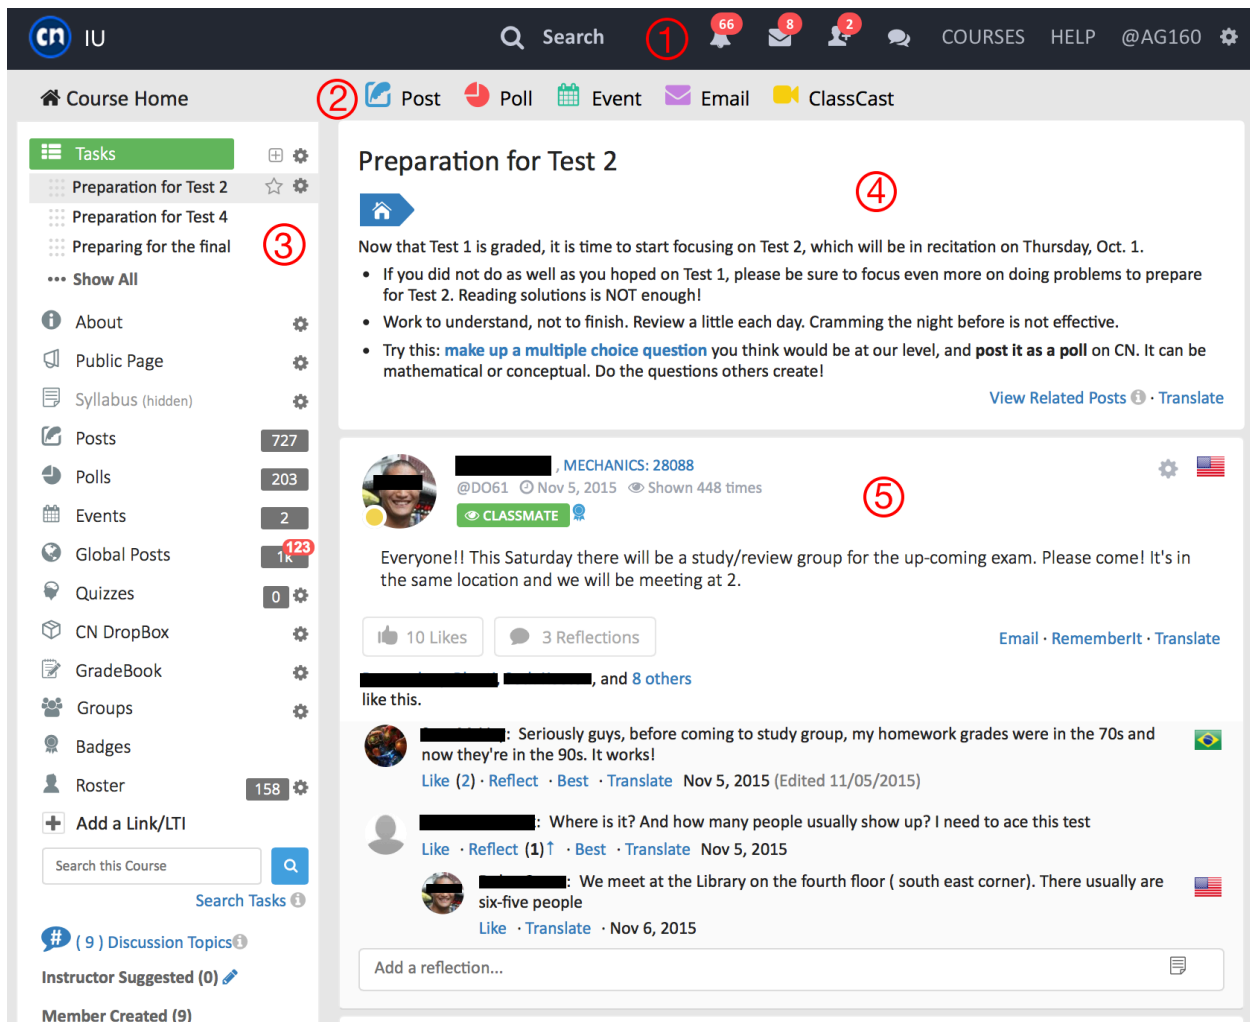 cn IU
Search
1
66
8
2
COURSES HELP @AG160
Course Home
2
Post Poll Event Email ClassCast
Tasks
Preparation for Test 2
Preparation for Test 4
Preparing for the final
3
Show All
About
Public Page
Syllabus (hidden)
Posts 727
Polls 203
Events 2
Global Posts 1k 123
Quizzes 0
CN DropBox
GradeBook
Groups
Badges
Roster 158
Add a Link/LTI
Search this Course
Search Tasks
# ( 9 ) Discussion Topics
Instructor Suggested (0)
Member Created (9)
Preparation for Test 2
4
Now that Test 1 is graded, it is time to start focusing on Test 2, which will be in recitation on Thursday, Oct. 1.
• If you did not do as well as you hoped on Test 1, please be sure to focus even more on doing problems to prepare
for Test 2. Reading solutions is NOT enough!
• Work to understand, not to finish. Review a little each day. Cramming the night before is not effective.
• Try this: make up a multiple choice question you think would be at our level, and post it as a poll on CN. It can be
mathematical or conceptual. Do the questions others create!
View Related Posts · Translate
, MECHANICS: 28088
@DO61 Nov 5, 2015 Shown 448 times
CLASSMATE
5
Everyone!! This Saturday there will be a study/review group for the up-coming exam. Please come! It's in
the same location and we will be meeting at 2.
10 Likes 3 Reflections
Email · RememberIt · Translate
, , and 8 others
like this.
: Seriously guys, before coming to study group, my homework grades were in the 70s and
now they're in the 90s. It works!
Like (2) · Reflect · Best · Translate Nov 5, 2015 (Edited 11/05/2015)
: Where is it? And how many people usually show up? I need to ace this test
Like · Reflect (1)↑ · Best · Translate Nov 5, 2015
: We meet at the Library on the fourth floor ( south east corner). There usually are
six-five people
Like · Translate · Nov 6, 2015
Add a reflection...